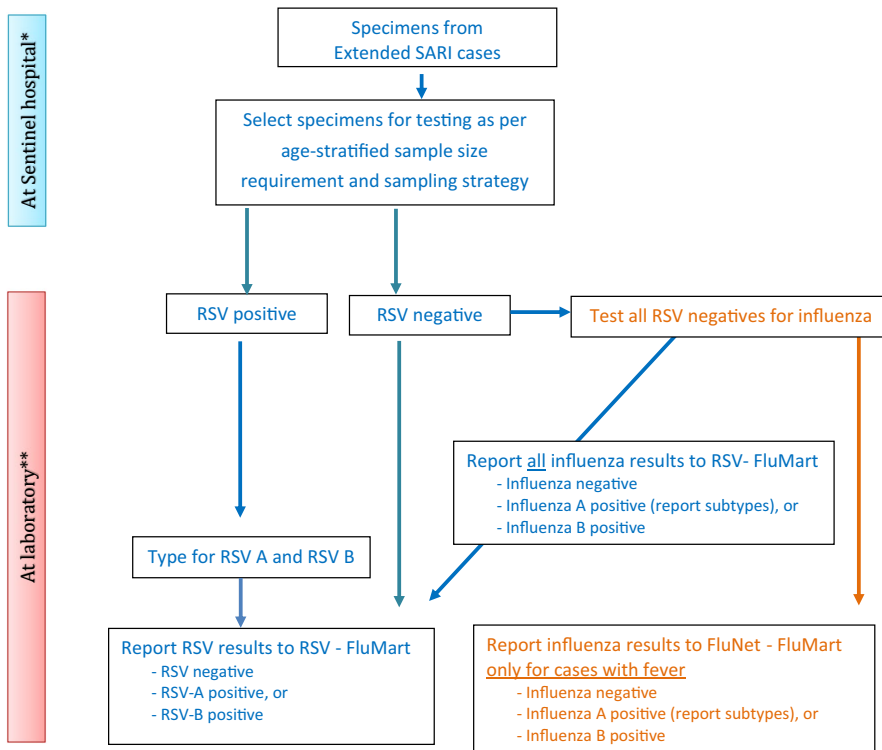 At Sentinel hospital*
Specimens from
Extended SARI cases
Select specimens for testing as per
age-stratified sample size
requirement and sampling strategy
At laboratory**
RSV positive
RSV negative
Test all RSV negatives for influenza
Report all influenza results to RSV- FluMart
- Influenza negative
- Influenza A positive (report subtypes), or
- Influenza B positive
Type for RSV A and RSV B
Report RSV results to RSV - FluMart
- RSV negative
- RSV-A positive, or
- RSV-B positive
Report influenza results to FluNet - FluMart
only for cases with fever
- Influenza negative
- Influenza A positive (report subtypes), or
- Influenza B positive